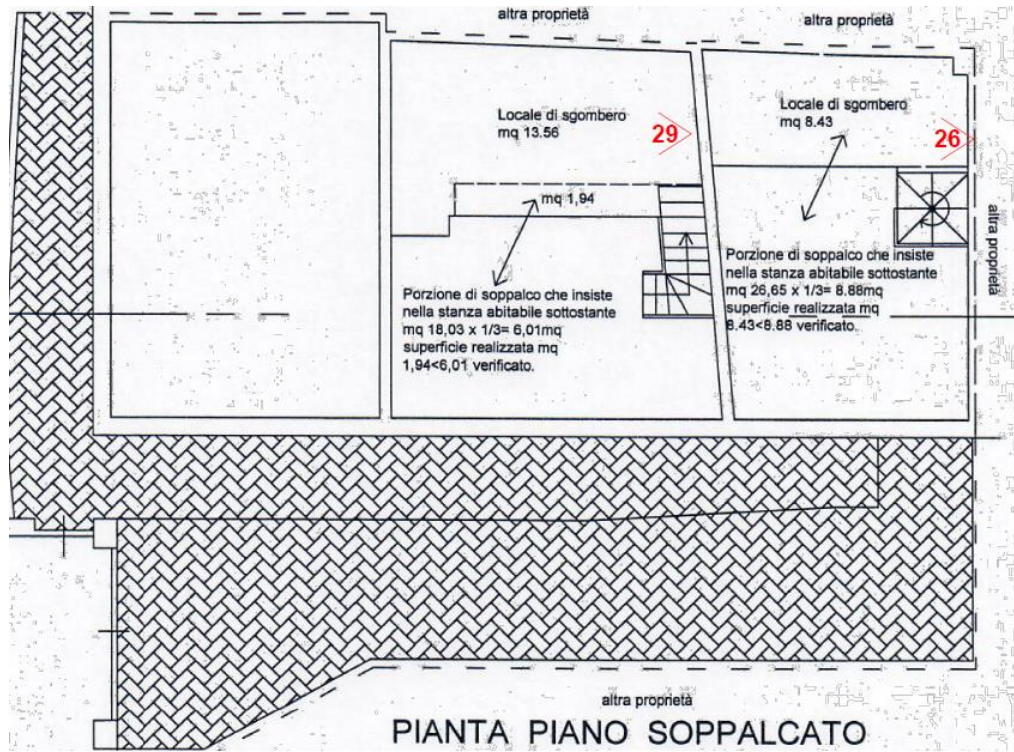 altra proprietà
altra proprietà
Locale di sgombero
mq 13.56
29
Locale di sgombero
mq 8.43
26
mq 1,94
altra proprietà
Porzione di soppalco che insiste
nella stanza abitabile sottostante
mq 18,03 x 1/3= 6,01mq
superficie realizzata mq
1,94<6,01 verificato.
Porzione di soppalco che insiste
nella stanza abitabile sottostante
mq 26,65 x 1/3= 8.88mq
superficie realizzata mq
8.43<8.88 verificato.
altra proprietà
PIANTA PIANO SOPPALCATO